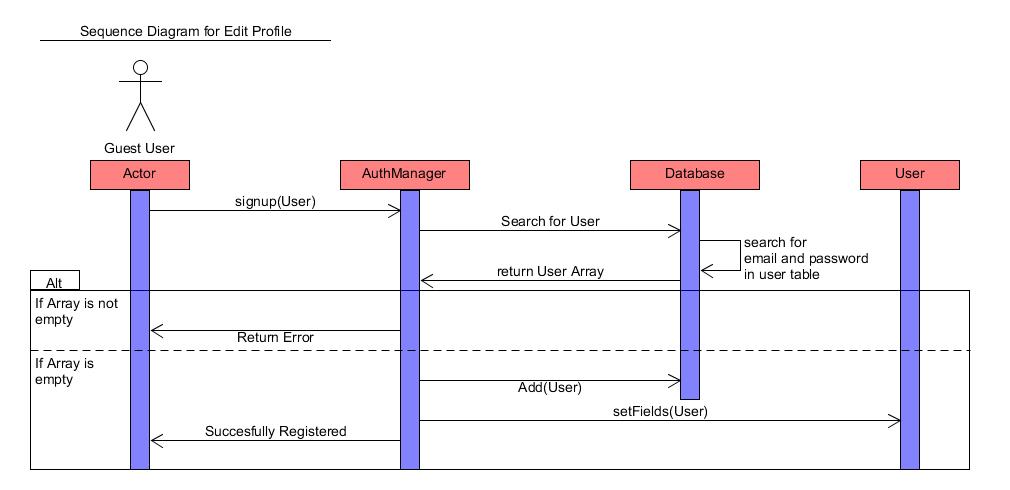 Sequence Diagram for Edit Profile
Guest User
Actor
AuthManager
Database
User
signup(User)
Search for User
search for
email and password
in user table
return User Array
Alt
If Array is not
empty
Return Error
If Array is
empty
Add(User)
setFields(User)
Succesfully Registered